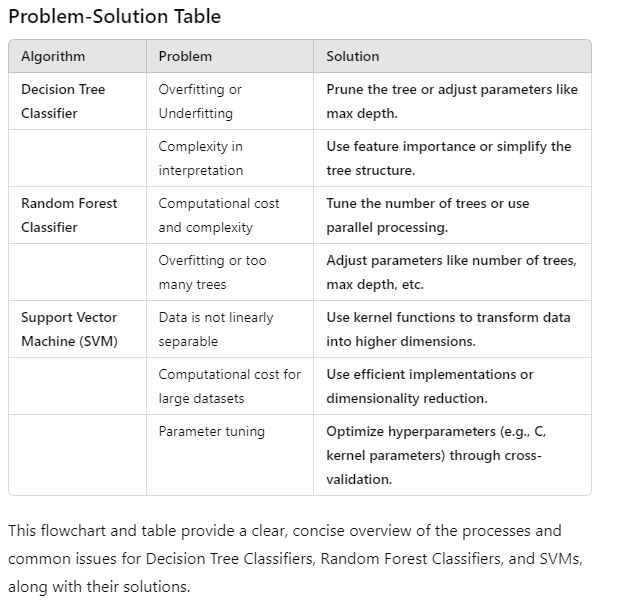 Problem-Solution Table
Algorithm Problem Solution
Decision Tree Overfitting or Prune the tree or adjust parameters like
Classifier Underfitting max depth.
Complexity in Use feature importance or simplify the
interpretation tree structure.
Random Forest Computational cost Tune the number of trees or use
Classifier and complexity parallel processing.
Overfitting or too Adjust parameters like number of trees,
many trees max depth, etc.
Support Vector Data is not linearly Use kernel functions to transform data
Machine (SVM) separable into higher dimensions.
Computational cost for Use efficient implementations or
large datasets dimensionality reduction.
Parameter tuning Optimize hyperparameters (e.g., C,
kernel parameters) through cross-
validation.
This flowchart and table provide a clear, concise overview of the processes and
common issues for Decision Tree Classifiers, Random Forest Classifiers, and SVMs,
along with their solutions.